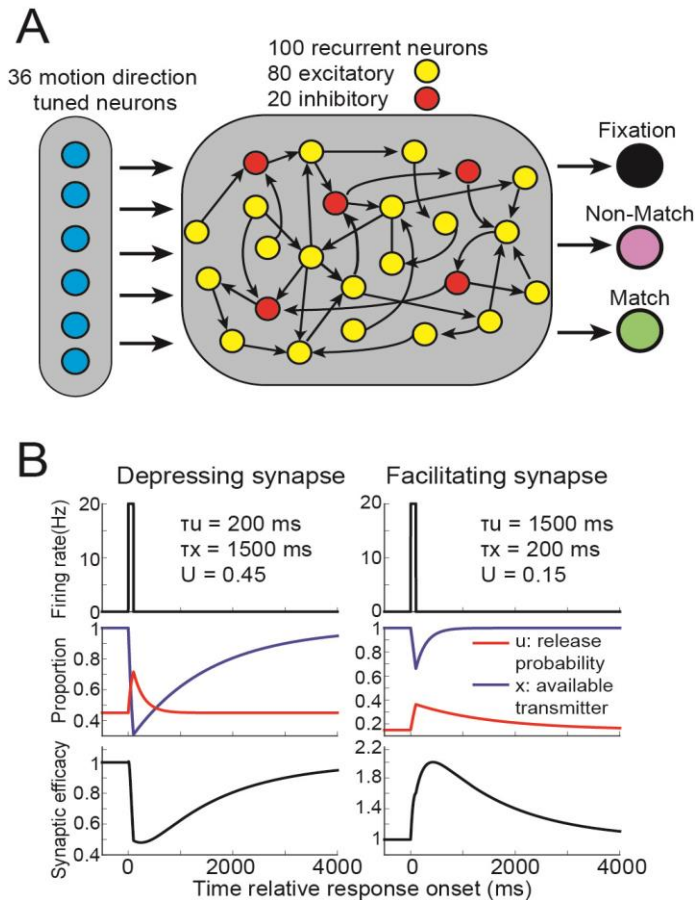 A
36 motion direction
tuned neurons
100 recurrent neurons
80 excitatory
20 inhibitory
Fixation
Non-Match
Match
B
Depressing synapse
Facilitating synapse
Firing rate(Hz)
20
10
0
τu = 200 ms
τx = 1500 ms
U = 0.45
20
10
0
τu = 1500 ms
τx = 200 ms
U = 0.15
Proportion
1
0.8
0.6
0.4
1
0.8
0.6
0.4
0.2
u: release
probability
x: available
transmitter
Synaptic efficacy
1
0.8
0.6
0.4
2.2
1.8
1.4
1
0
2000
4000
0
2000
4000
Time relative response onset (ms)